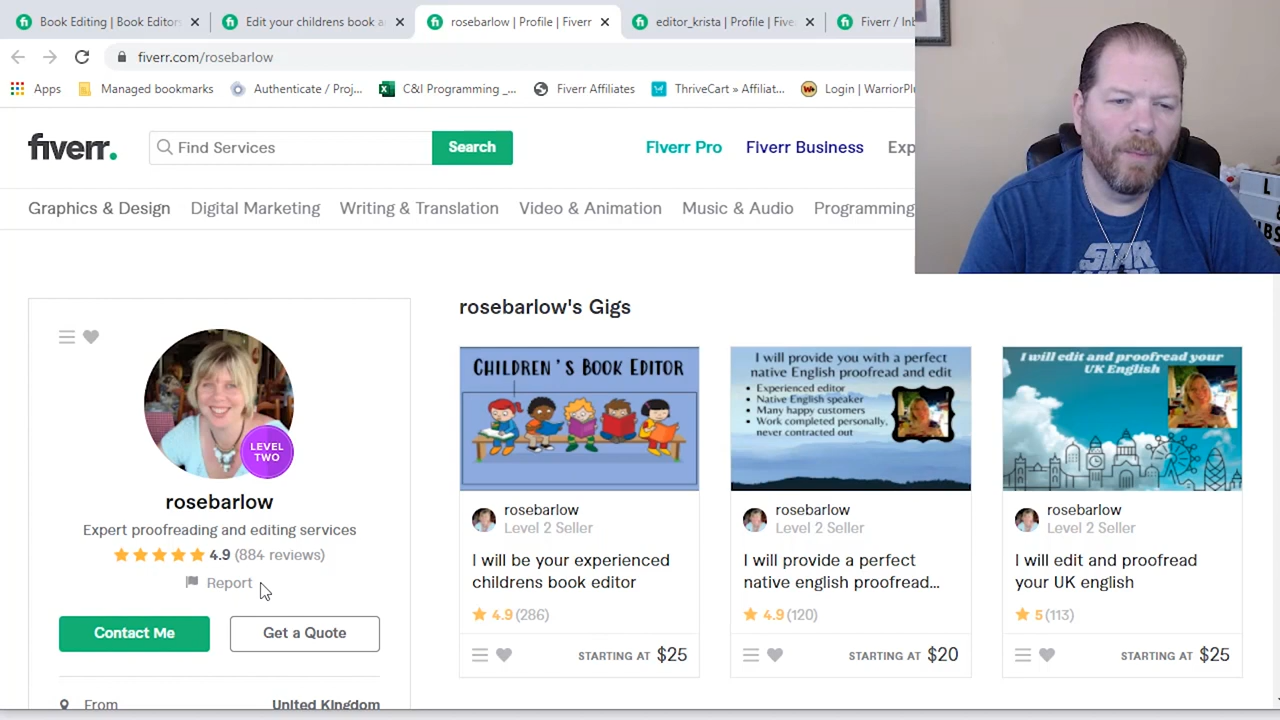 Book Editing | Book Editor
Edit your childrens book a
rosebarlow | Profile | Fiverr
editor_krista | Profile | Five
Fiverr / Inb
fiverr.com/rosebarlow
Apps
Managed bookmarks
Authenticate / Proj...
C&I Programming _...
Fiverr Affiliates
ThriveCart » Affiliat...
Login | WarriorPlu
fiverr.
Find Services
Search
Fiverr Pro
Fiverr Business
Exp
Graphics & Design
Digital Marketing
Writing & Translation
Video & Animation
Music & Audio
Programming
STAR
L
rosebarlow's Gigs
LEVEL
TWO
rosebarlow
Expert proofreading and editing services
4.9 (884 reviews)
Report
Contact Me
Get a Quote
From
United Kingdom
CHILDREN'S BOOK EDITOR
rosebarlow
Level 2 Seller
I will be your experienced
childrens book editor
4.9 (286)
STARTING AT $25
I will provide you with a perfect
native English proofread and edit
• Experienced editor
• Native English speaker
• Many happy customers
• Work completed personally,
never contracted out
rosebarlow
Level 2 Seller
I will provide a perfect
native english proofread...
4.9 (120)
STARTING AT $20
I will edit and proofread your
UK English
rosebarlow
Level 2 Seller
I will edit and proofread
your UK english
5 (113)
STARTING AT $25